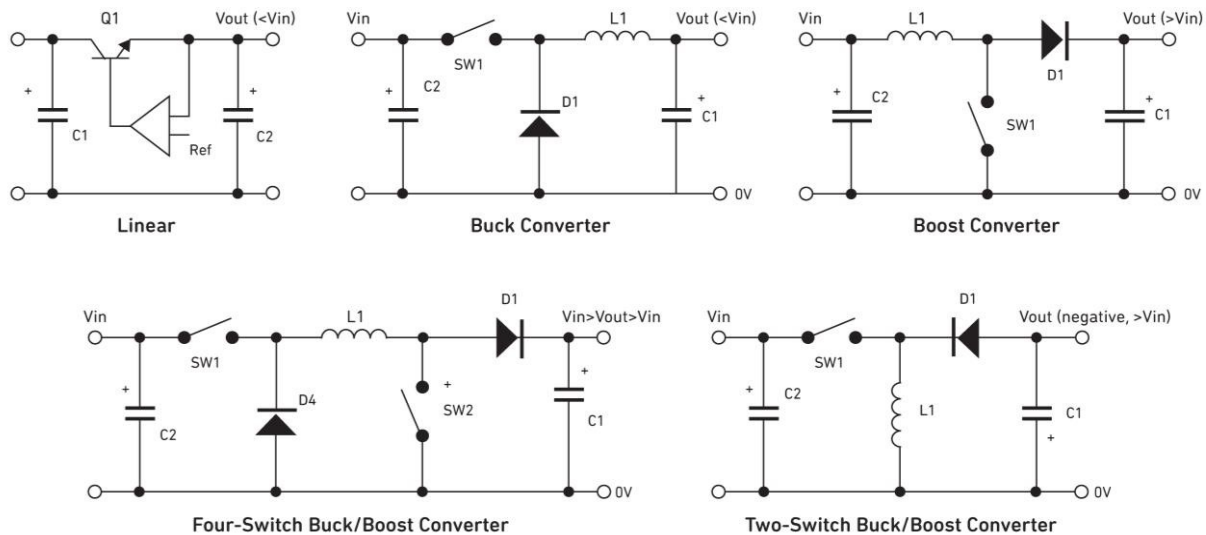 Q1
Vout (<Vin)
+
C1
+
C2
Ref
Linear
Vin
SW1
L1
Vout (<Vin)
+
C2
D1
+
C1
0V
Buck Converter
Vin
L1
Vout (>Vin)
D1
+
C2
SW1
+
C1
0V
Boost Converter
Vin
SW1
L1
D1
Vin>Vout>Vin
+
C2
D4
+
SW2
+
C1
0V
Four-Switch Buck/Boost Converter
Vin
SW1
D1
Vout (negative, >Vin)
+
C2
L1
C1
+
0V
Two-Switch Buck/Boost Converter